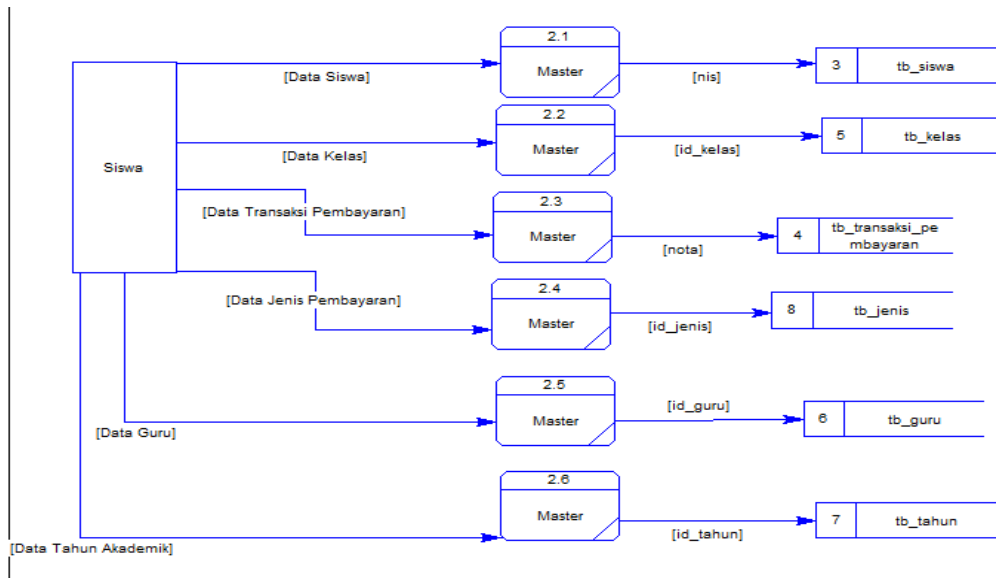 2.1
[Data Siswa]
Master
[nis]
3
tb_siswa
2.2
[Data Kelas]
Master
[id_kelas]
5
tb_kelas
Siswa
2.3
[Data Transaksi Pembayaran]
Master
[nota]
4
tb_transaksi_pe
mbayaran
2.4
[Data Jenis Pembayaran]
Master
[id_jenis]
8
tb_jenis
2.5
[Data Guru]
Master
[id_guru]
6
tb_guru
2.6
[Data Tahun Akademik]
Master
[id_tahun]
7
tb_tahun